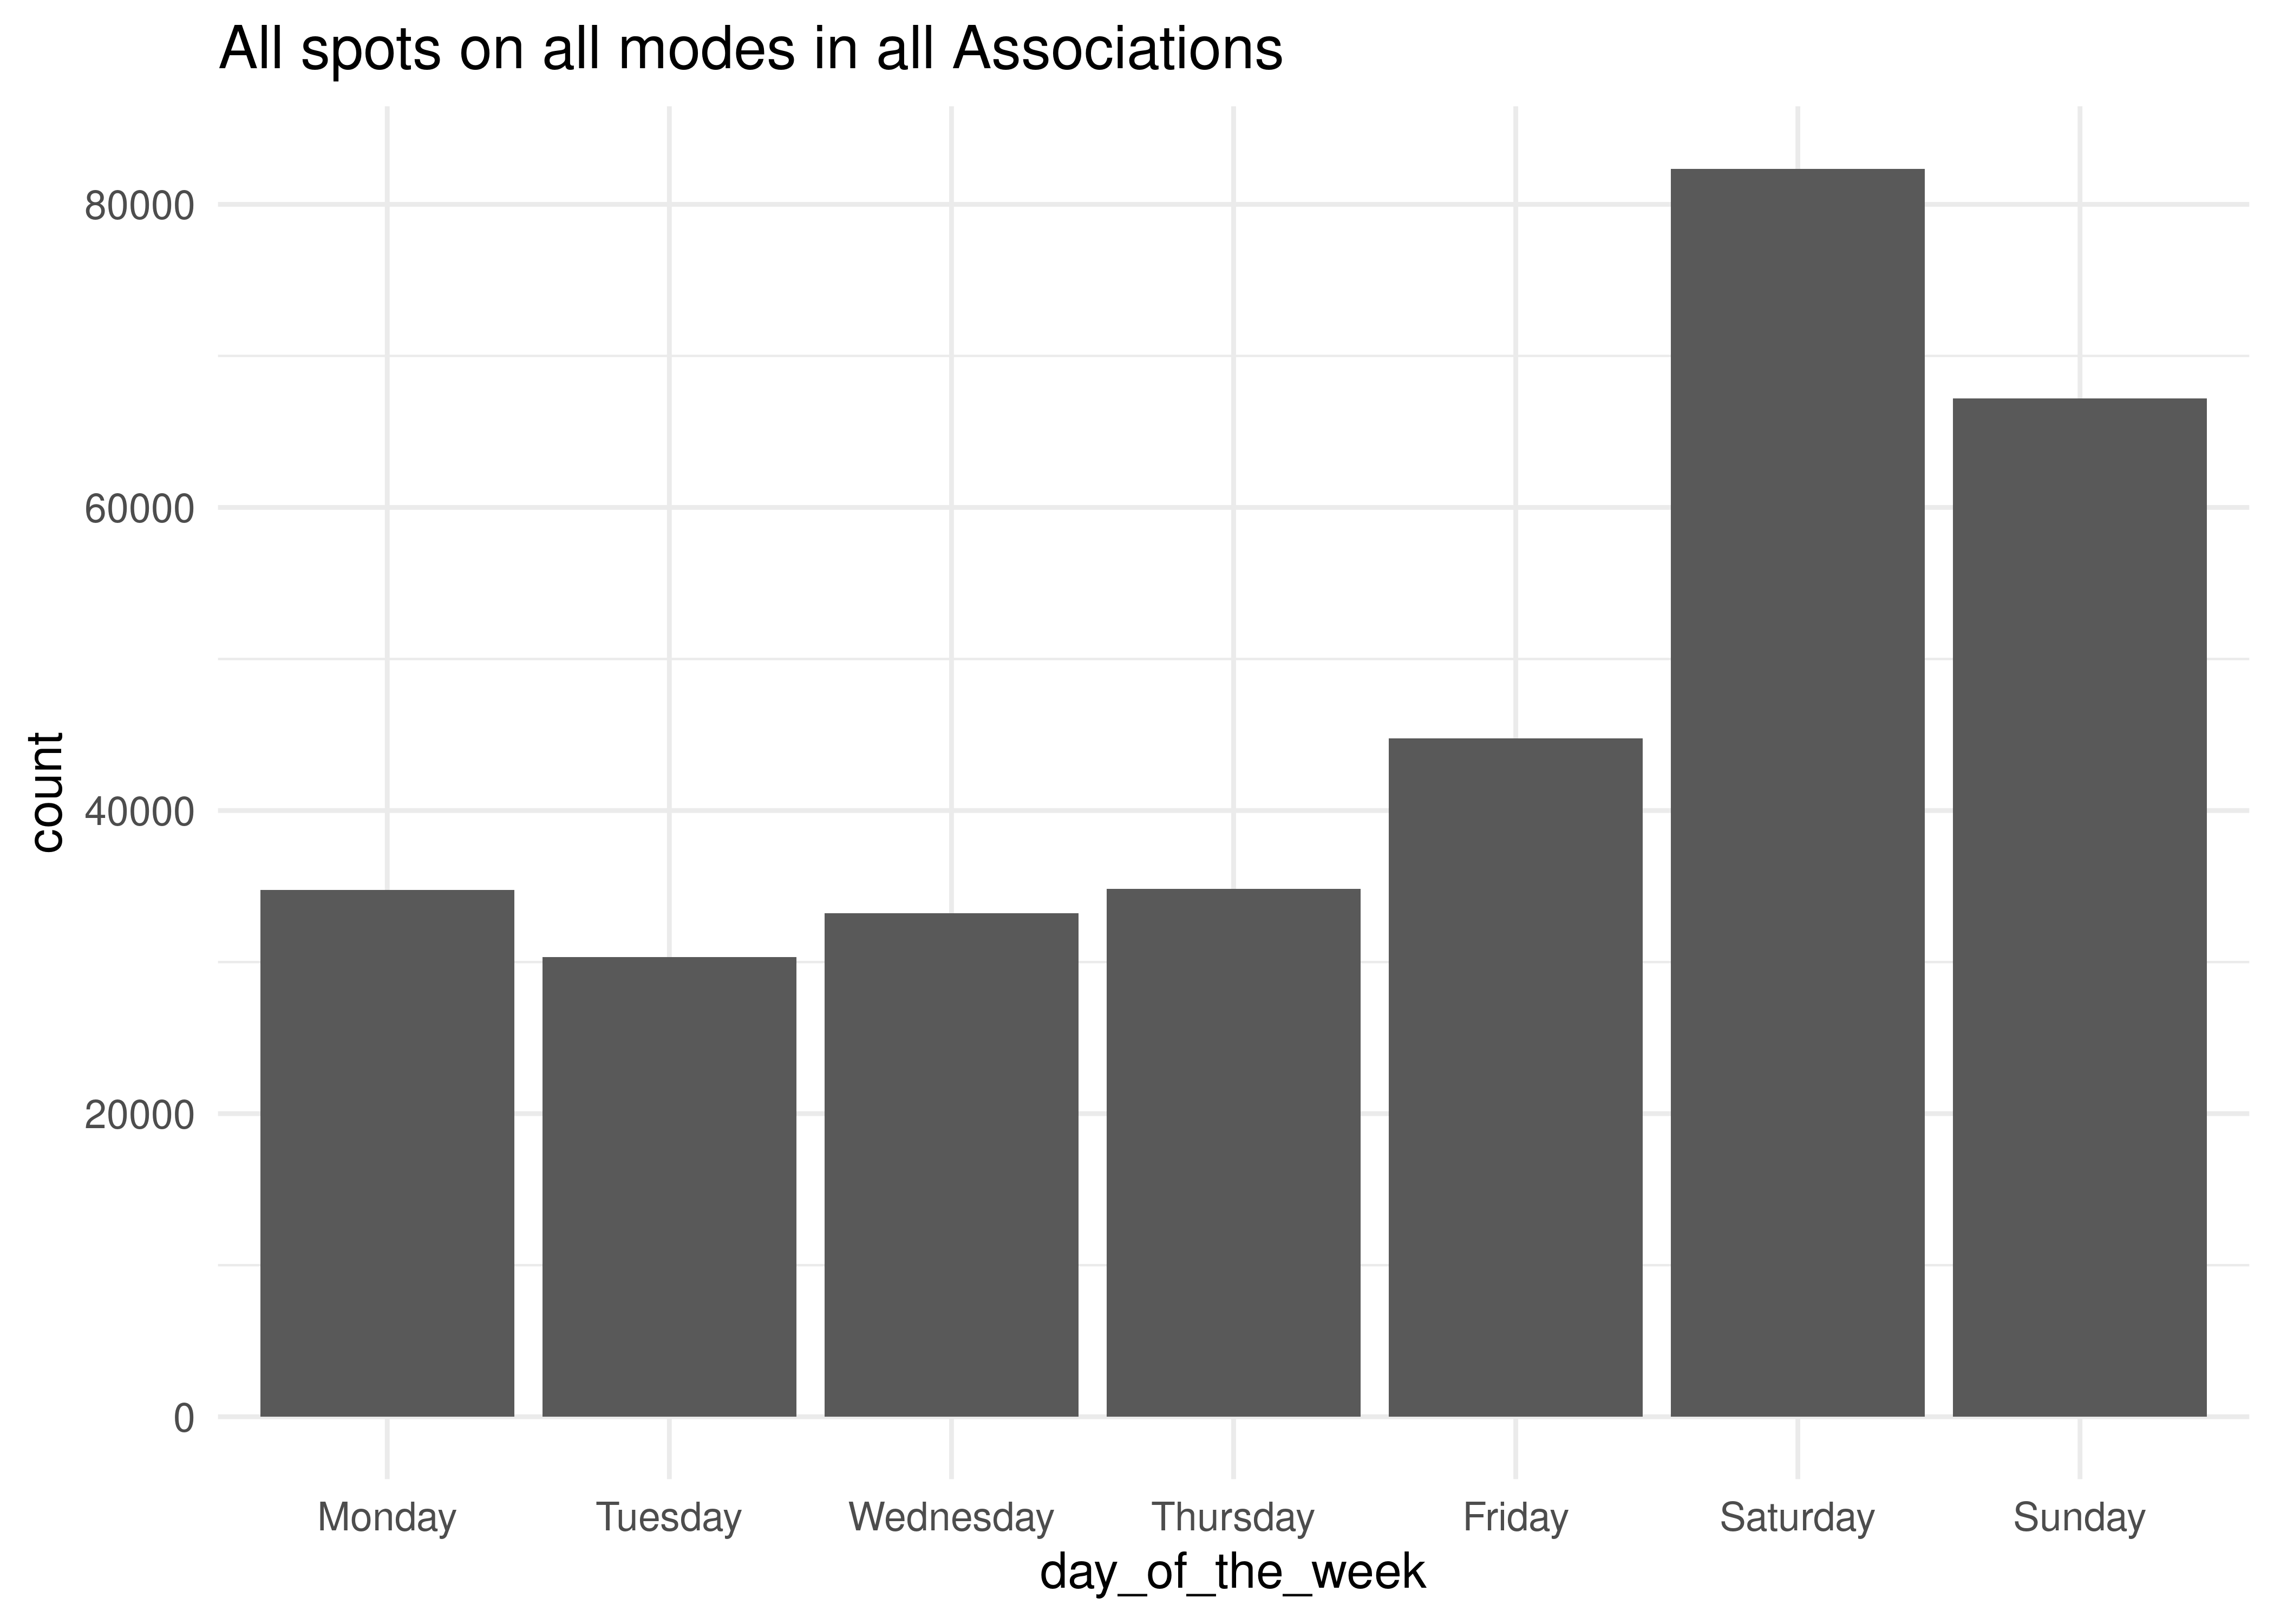 All spots on all modes in all Associations
count
80000
60000
40000
20000
0
Monday Tuesday Wednesday Thursday Friday Saturday Sunday
day_of_the_week